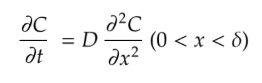 ∂C/∂t = D ∂²C/∂x² (0 < x < δ)